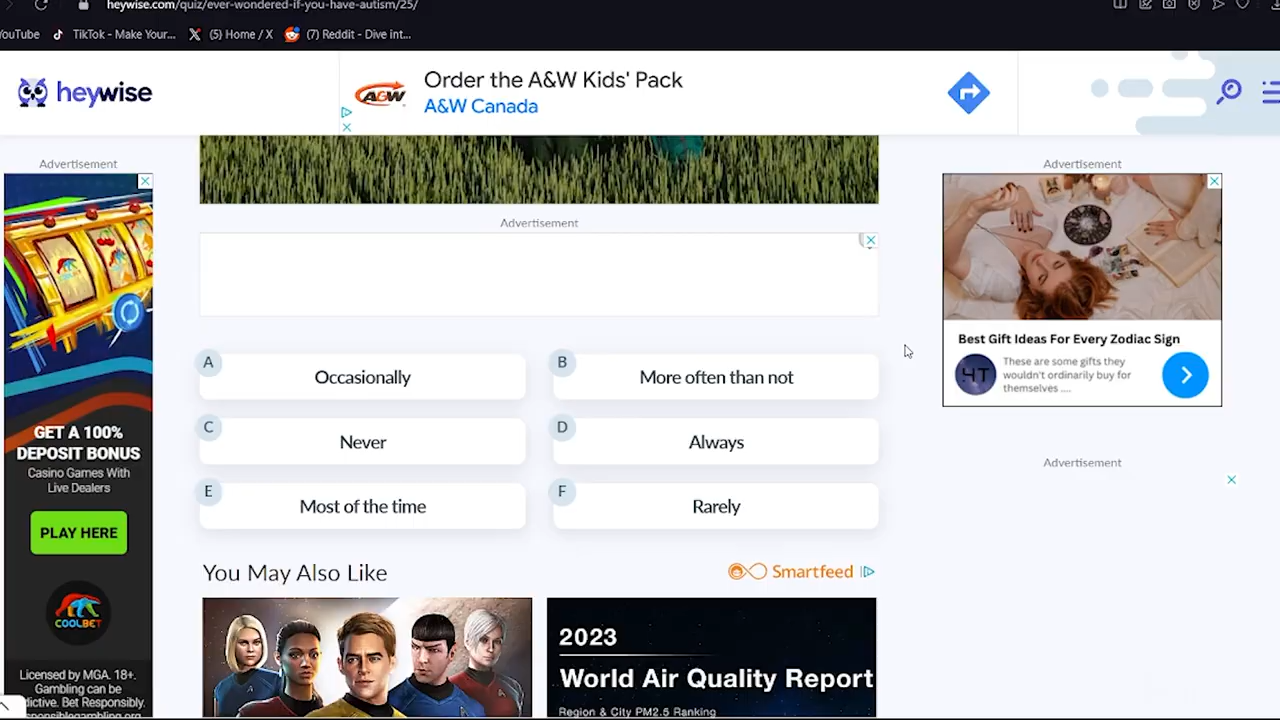 heywise.com/quiz/ever-wondered-if-you-have-autism/25/
YouTube
TikTok - Make Your...
(5) Home / X
(7) Reddit - Dive int...
heywise
A&W
Order the A&W Kids' Pack
A&W Canada
Advertisement
Advertisement
Advertisement
GET A 100%
DEPOSIT BONUS
Casino Games With
Live Dealers
PLAY HERE
COOLBET
Licensed by MGA. 18+.
Gambling can be
dictive. Bet Responsibly.
A Occasionally
B More often than not
C Never
D Always
E Most of the time
F Rarely
Best Gift Ideas For Every Zodiac Sign
HT
These are some gifts they
wouldn't ordinarily buy for
themselves ....
Advertisement
You May Also Like
Smartfeed
2023
World Air Quality Report
Region & City PM2.5 Ranking